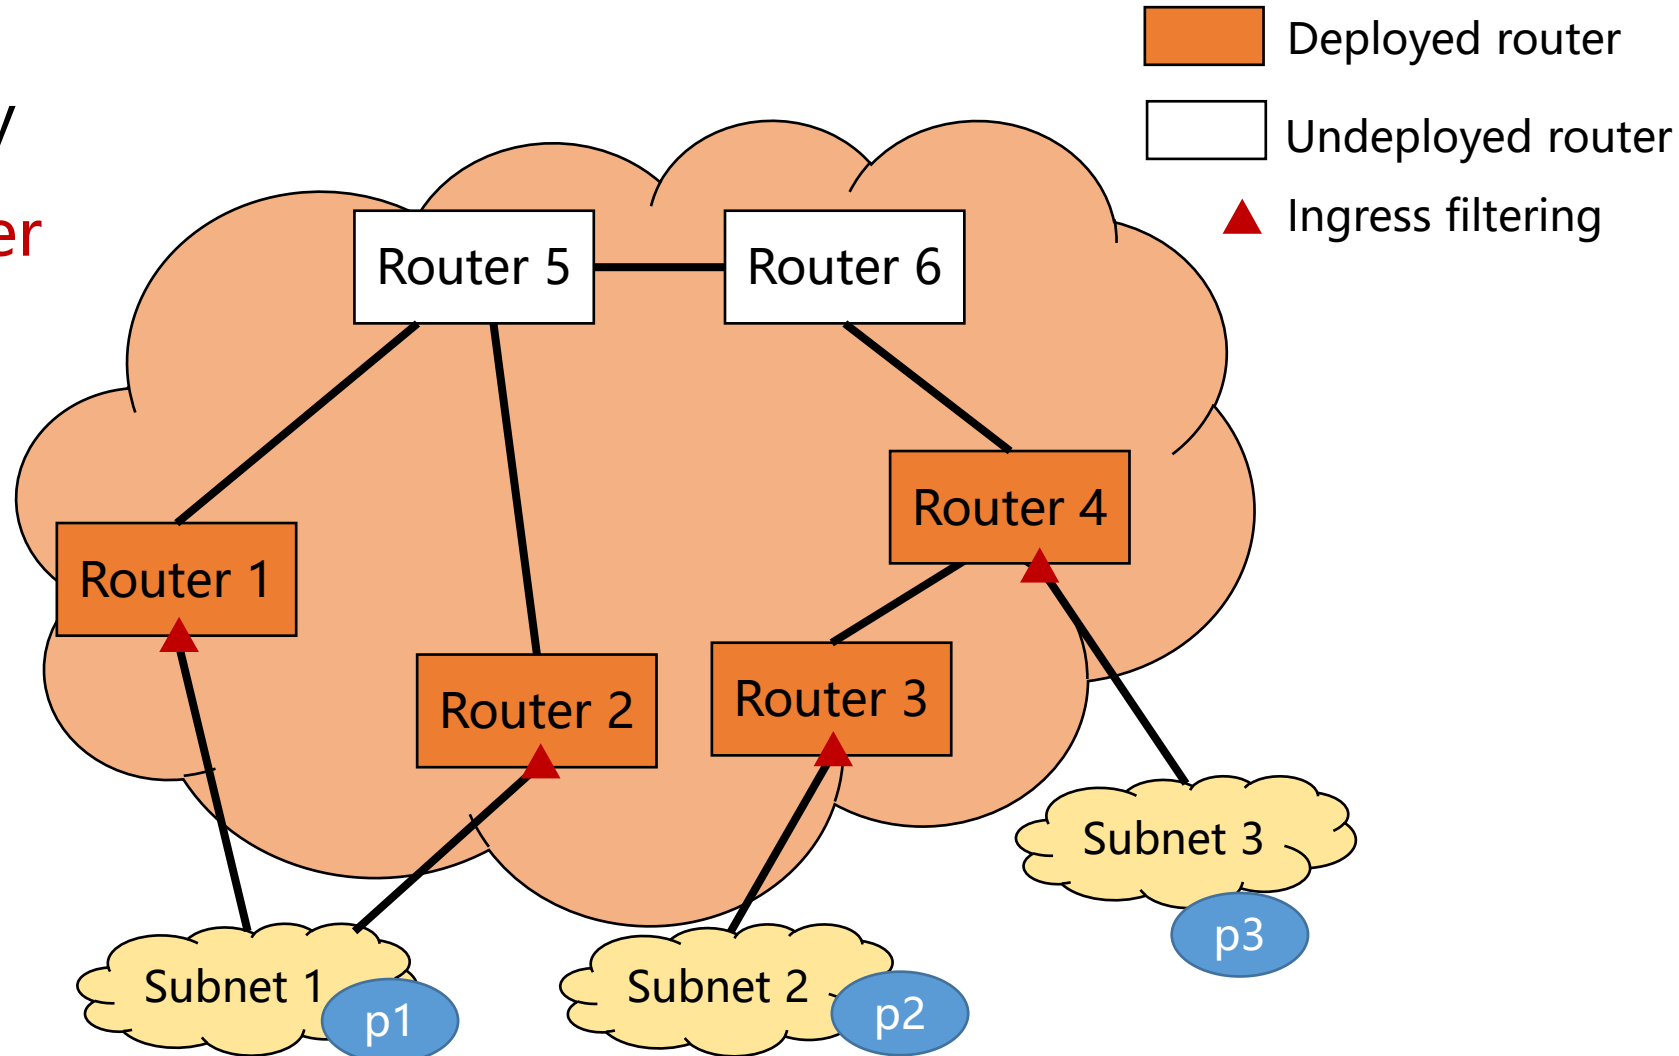 Deployed router
Undeployed router
Ingress filtering
Router 5
Router 6
Router 4
Router 1
Router 3
Router 2
Subnet 3
p3
Subnet 1
p1
Subnet 2
p2